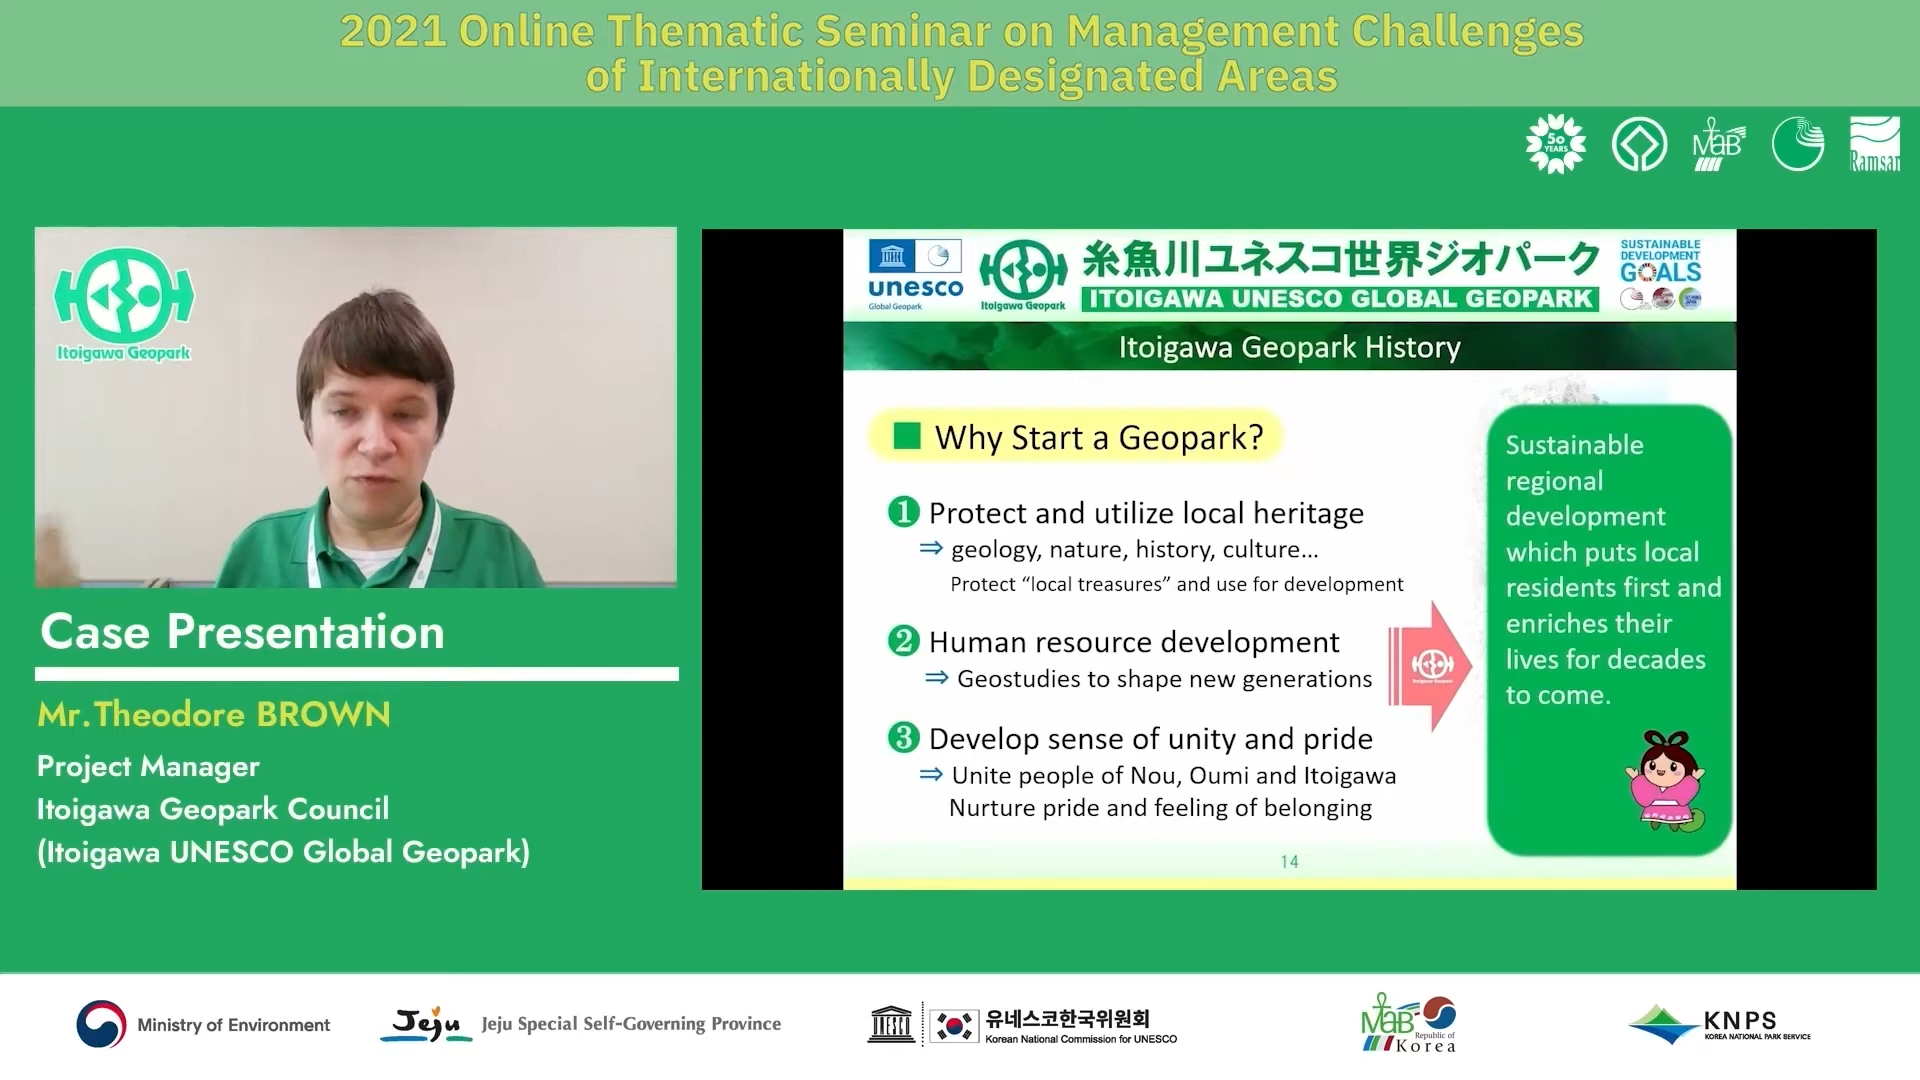 2021 Online Thematic Seminar on Management Challenges
of Internationally Designated Areas
50
YEARS
MaB
Ramsar
Itoigawa Geopark
Case Presentation
Mr.Theodore BROWN
Project Manager
Itoigawa Geopark Council
(Itoigawa UNESCO Global Geopark)
unesco
Global Geopark
Itoigawa Geopark
糸魚川ユネスコ世界ジオパーク
ITOIGAWA UNESCO GLOBAL GEOPARK
SUSTAINABLE
DEVELOPMENT
GOALS
Itoigawa Geopark History
■ Why Start a Geopark?
❶ Protect and utilize local heritage
⇒ geology, nature, history, culture…
Protect “local treasures” and use for development
❷ Human resource development
⇒ Geostudies to shape new generations
❸ Develop sense of unity and pride
⇒ Unite people of Nou, Oumi and Itoigawa
Nurture pride and feeling of belonging
Sustainable
regional
development
which puts local
residents first and
enriches their
lives for decades
to come.
14
Ministry of Environment
Jeju
Jeju Special Self-Governing Province
유네스코한국위원회
Korean National Commission for UNESCO
MaB
Republic of
Korea
KNPS
KOREA NATIONAL PARK SERVICE